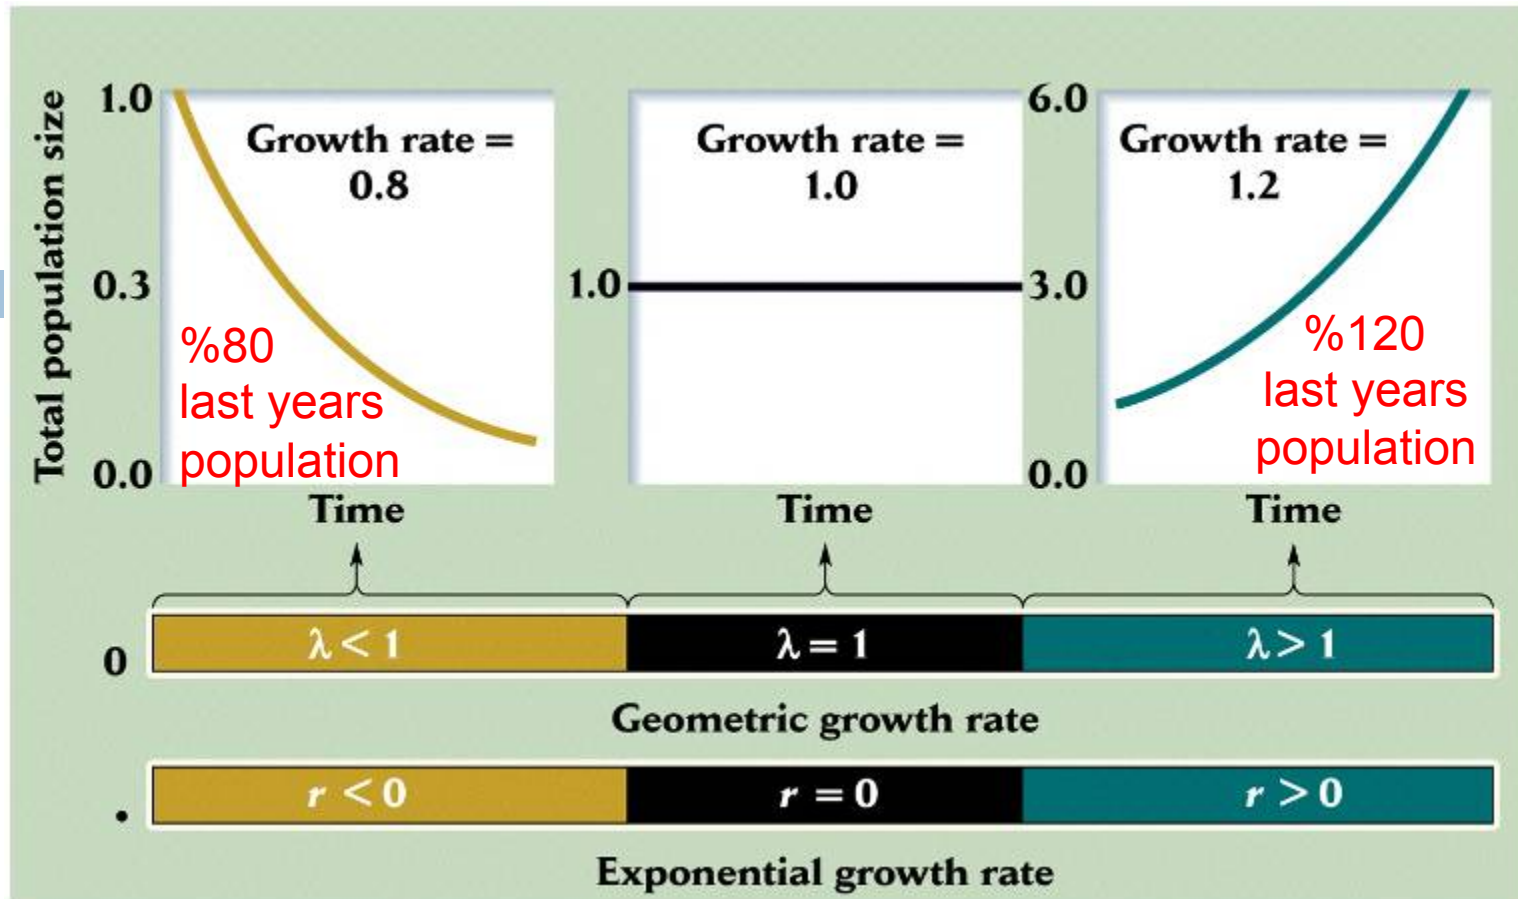 Total population size
1.0
0.3
0.0
Growth rate =
0.8
%80
last years
population
Time
1.0
Growth rate =
1.0
Time
6.0
3.0
0.0
Growth rate =
1.2
%120
last years
population
Time
0
λ < 1
λ = 1
λ > 1
Geometric growth rate
.
r < 0
r = 0
r > 0
Exponential growth rate